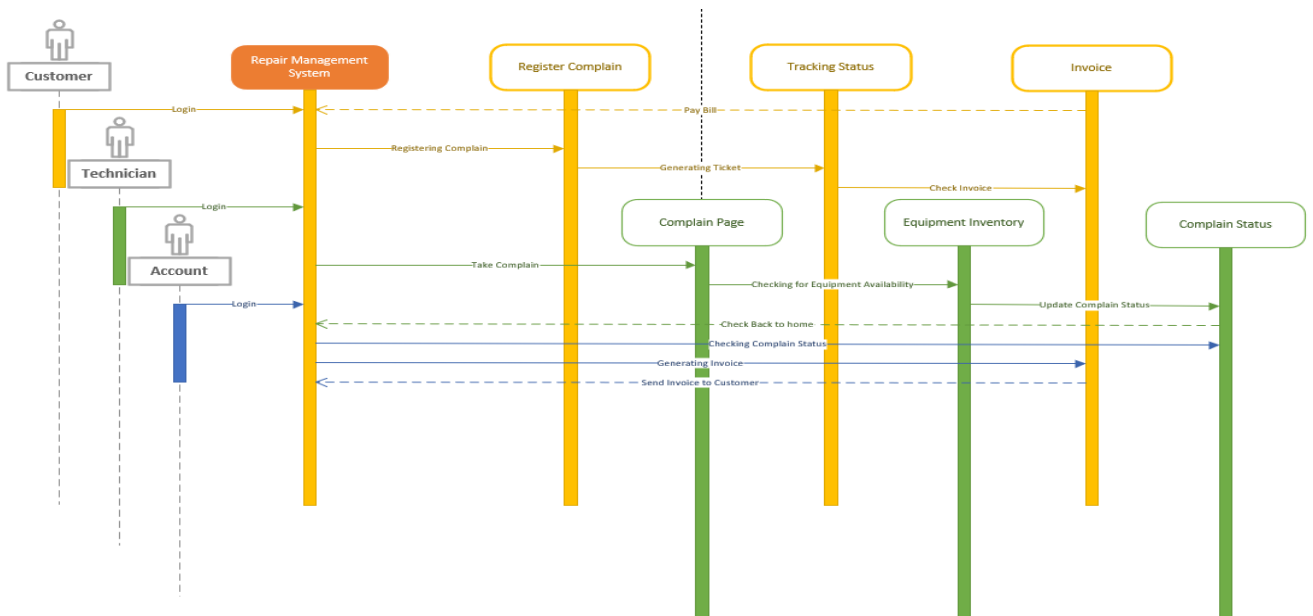 Customer
Repair Management
System
Register Complain
Tracking Status
Invoice
Login
Pay Bill
Technician
Registering Complain
Generating Ticket
Check Invoice
Login
Complain Page
Equipment Inventory
Complain Status
Account
Take Complain
Checking for Equipment Availability
Login
Update Complain Status
Check Back to home
Checking Complain Status
Generating Invoice
Send Invoice to Customer